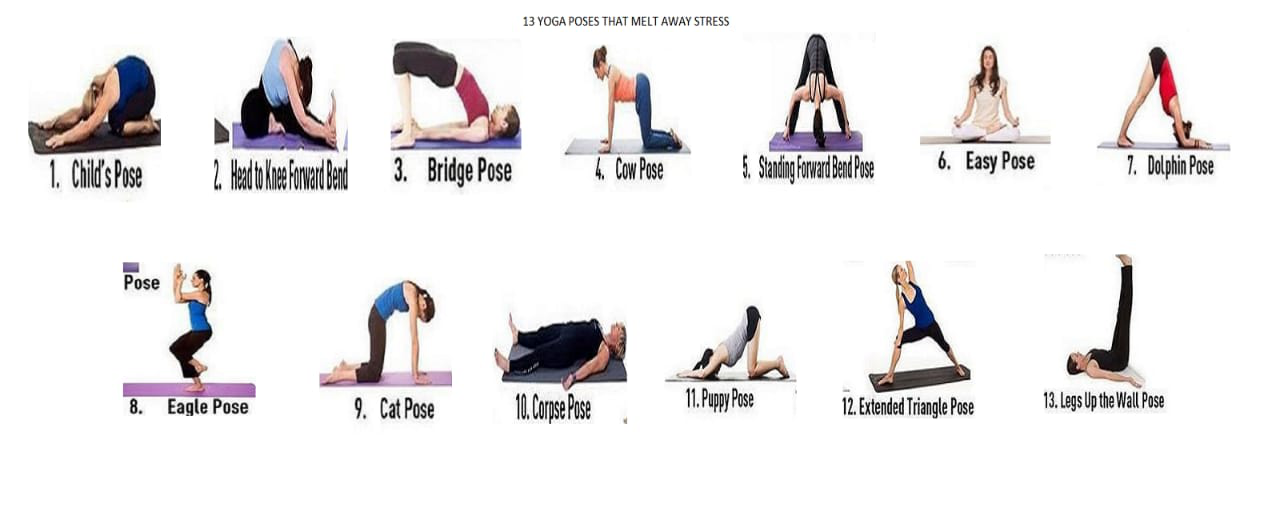 13 YOGA POSES THAT MELT AWAY STRESS
1. Child's Pose
2. Head to Knee Forward Bend
3. Bridge Pose
4. Cow Pose
5. Standing Forward Bend Pose
6. Easy Pose
7. Dolphin Pose
Pose
8. Eagle Pose
9. Cat Pose
10. Corpse Pose
11. Puppy Pose
12. Extended Triangle Pose
13. Legs Up the Wall Pose